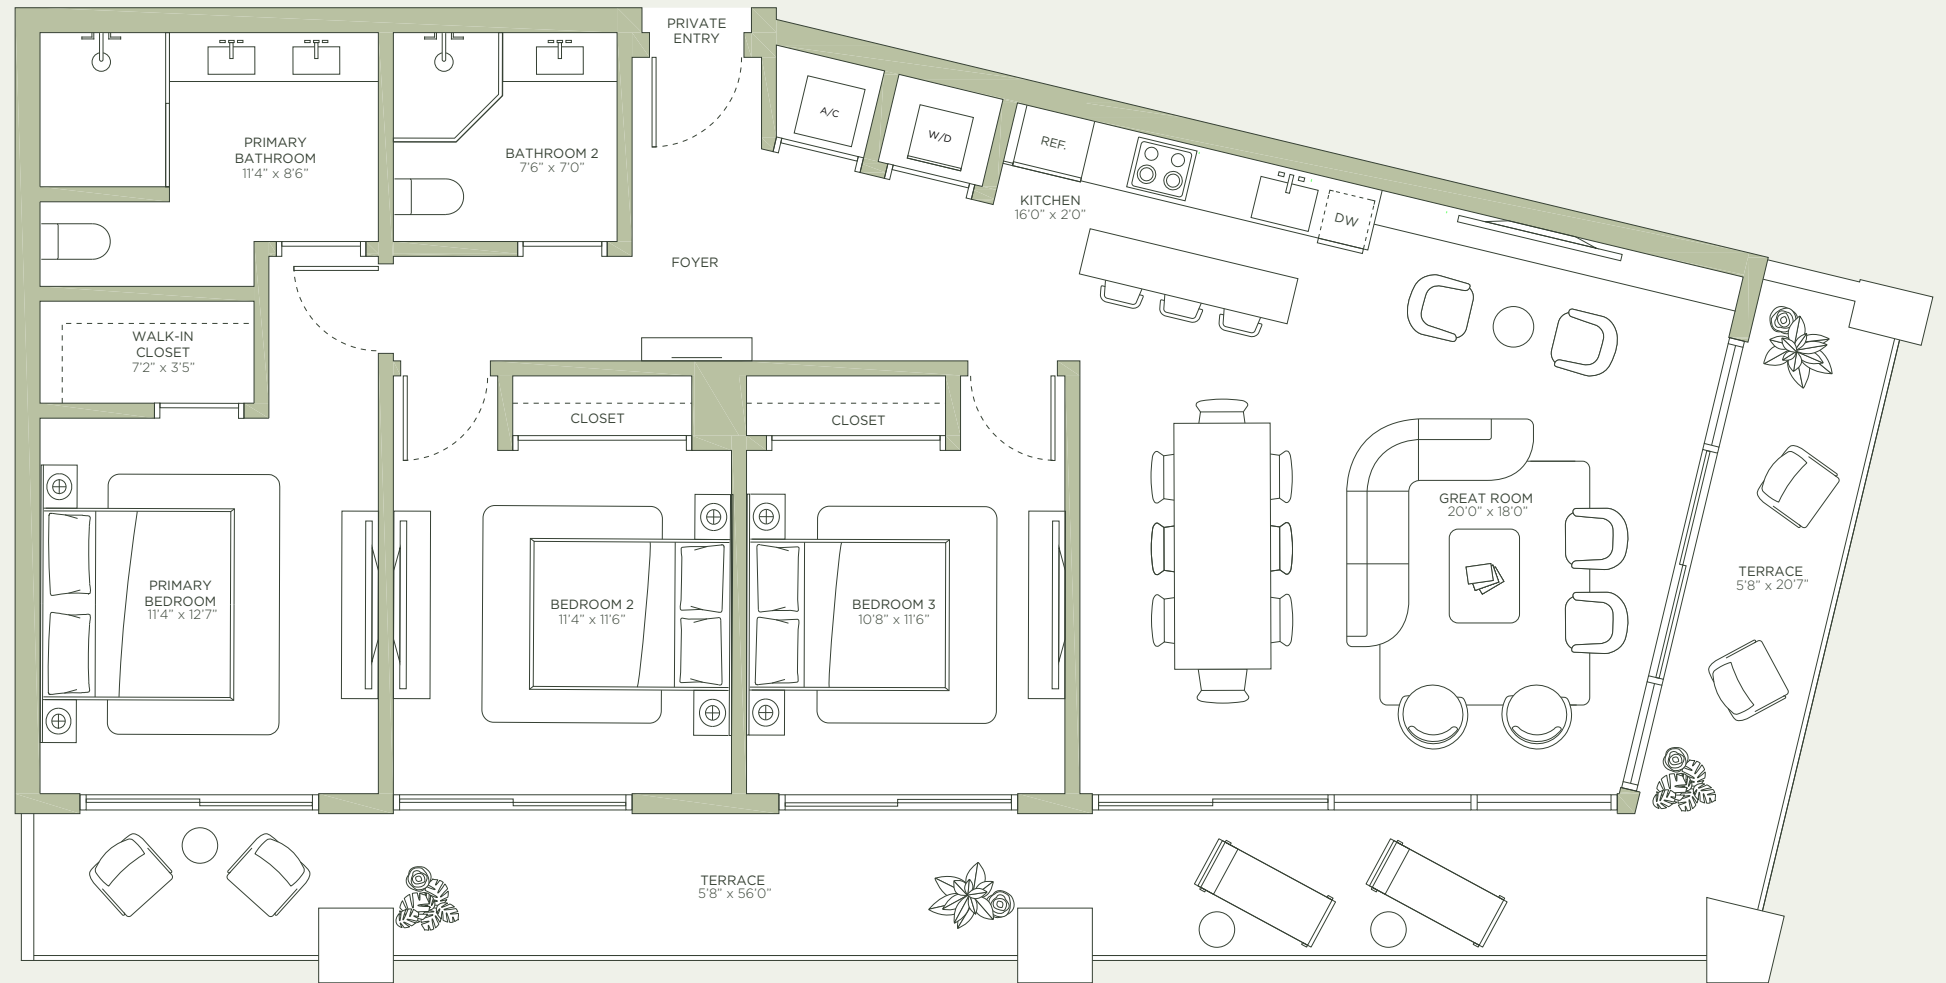 PRIVATE
ENTRY
A/C
W/D
REF.
DW
PRIMARY
BATHROOM
11'4" x 8'6"
BATHROOM 2
7'6" x 7'0"
KITCHEN
16'0" x 2'0"
FOYER
WALK-IN
CLOSET
7'2" x 3'5"
CLOSET
CLOSET
GREAT ROOM
20'0" x 18'0"
PRIMARY
BEDROOM
11'4" x 12'7"
BEDROOM 2
11'4" x 11'6"
BEDROOM 3
10'8" x 11'6"
TERRACE
5'8" x 20'7"
TERRACE
5'8" x 56'0"